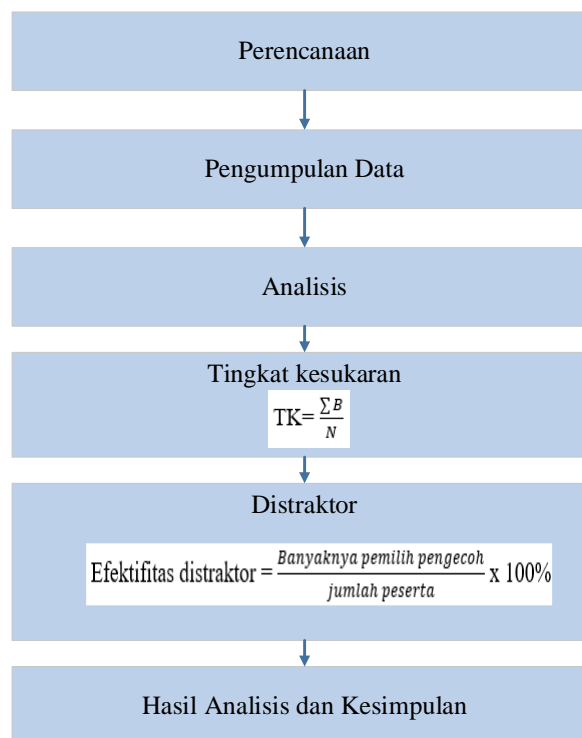 Perencanaan
Pengumpulan Data
Analisis
Tingkat kesukaran
TK= ∑B/N
Distraktor
Efektifitas distraktor = Banyaknya pemilih pengecoh/jumlah peserta x 100%
Hasil Analisis dan Kesimpulan